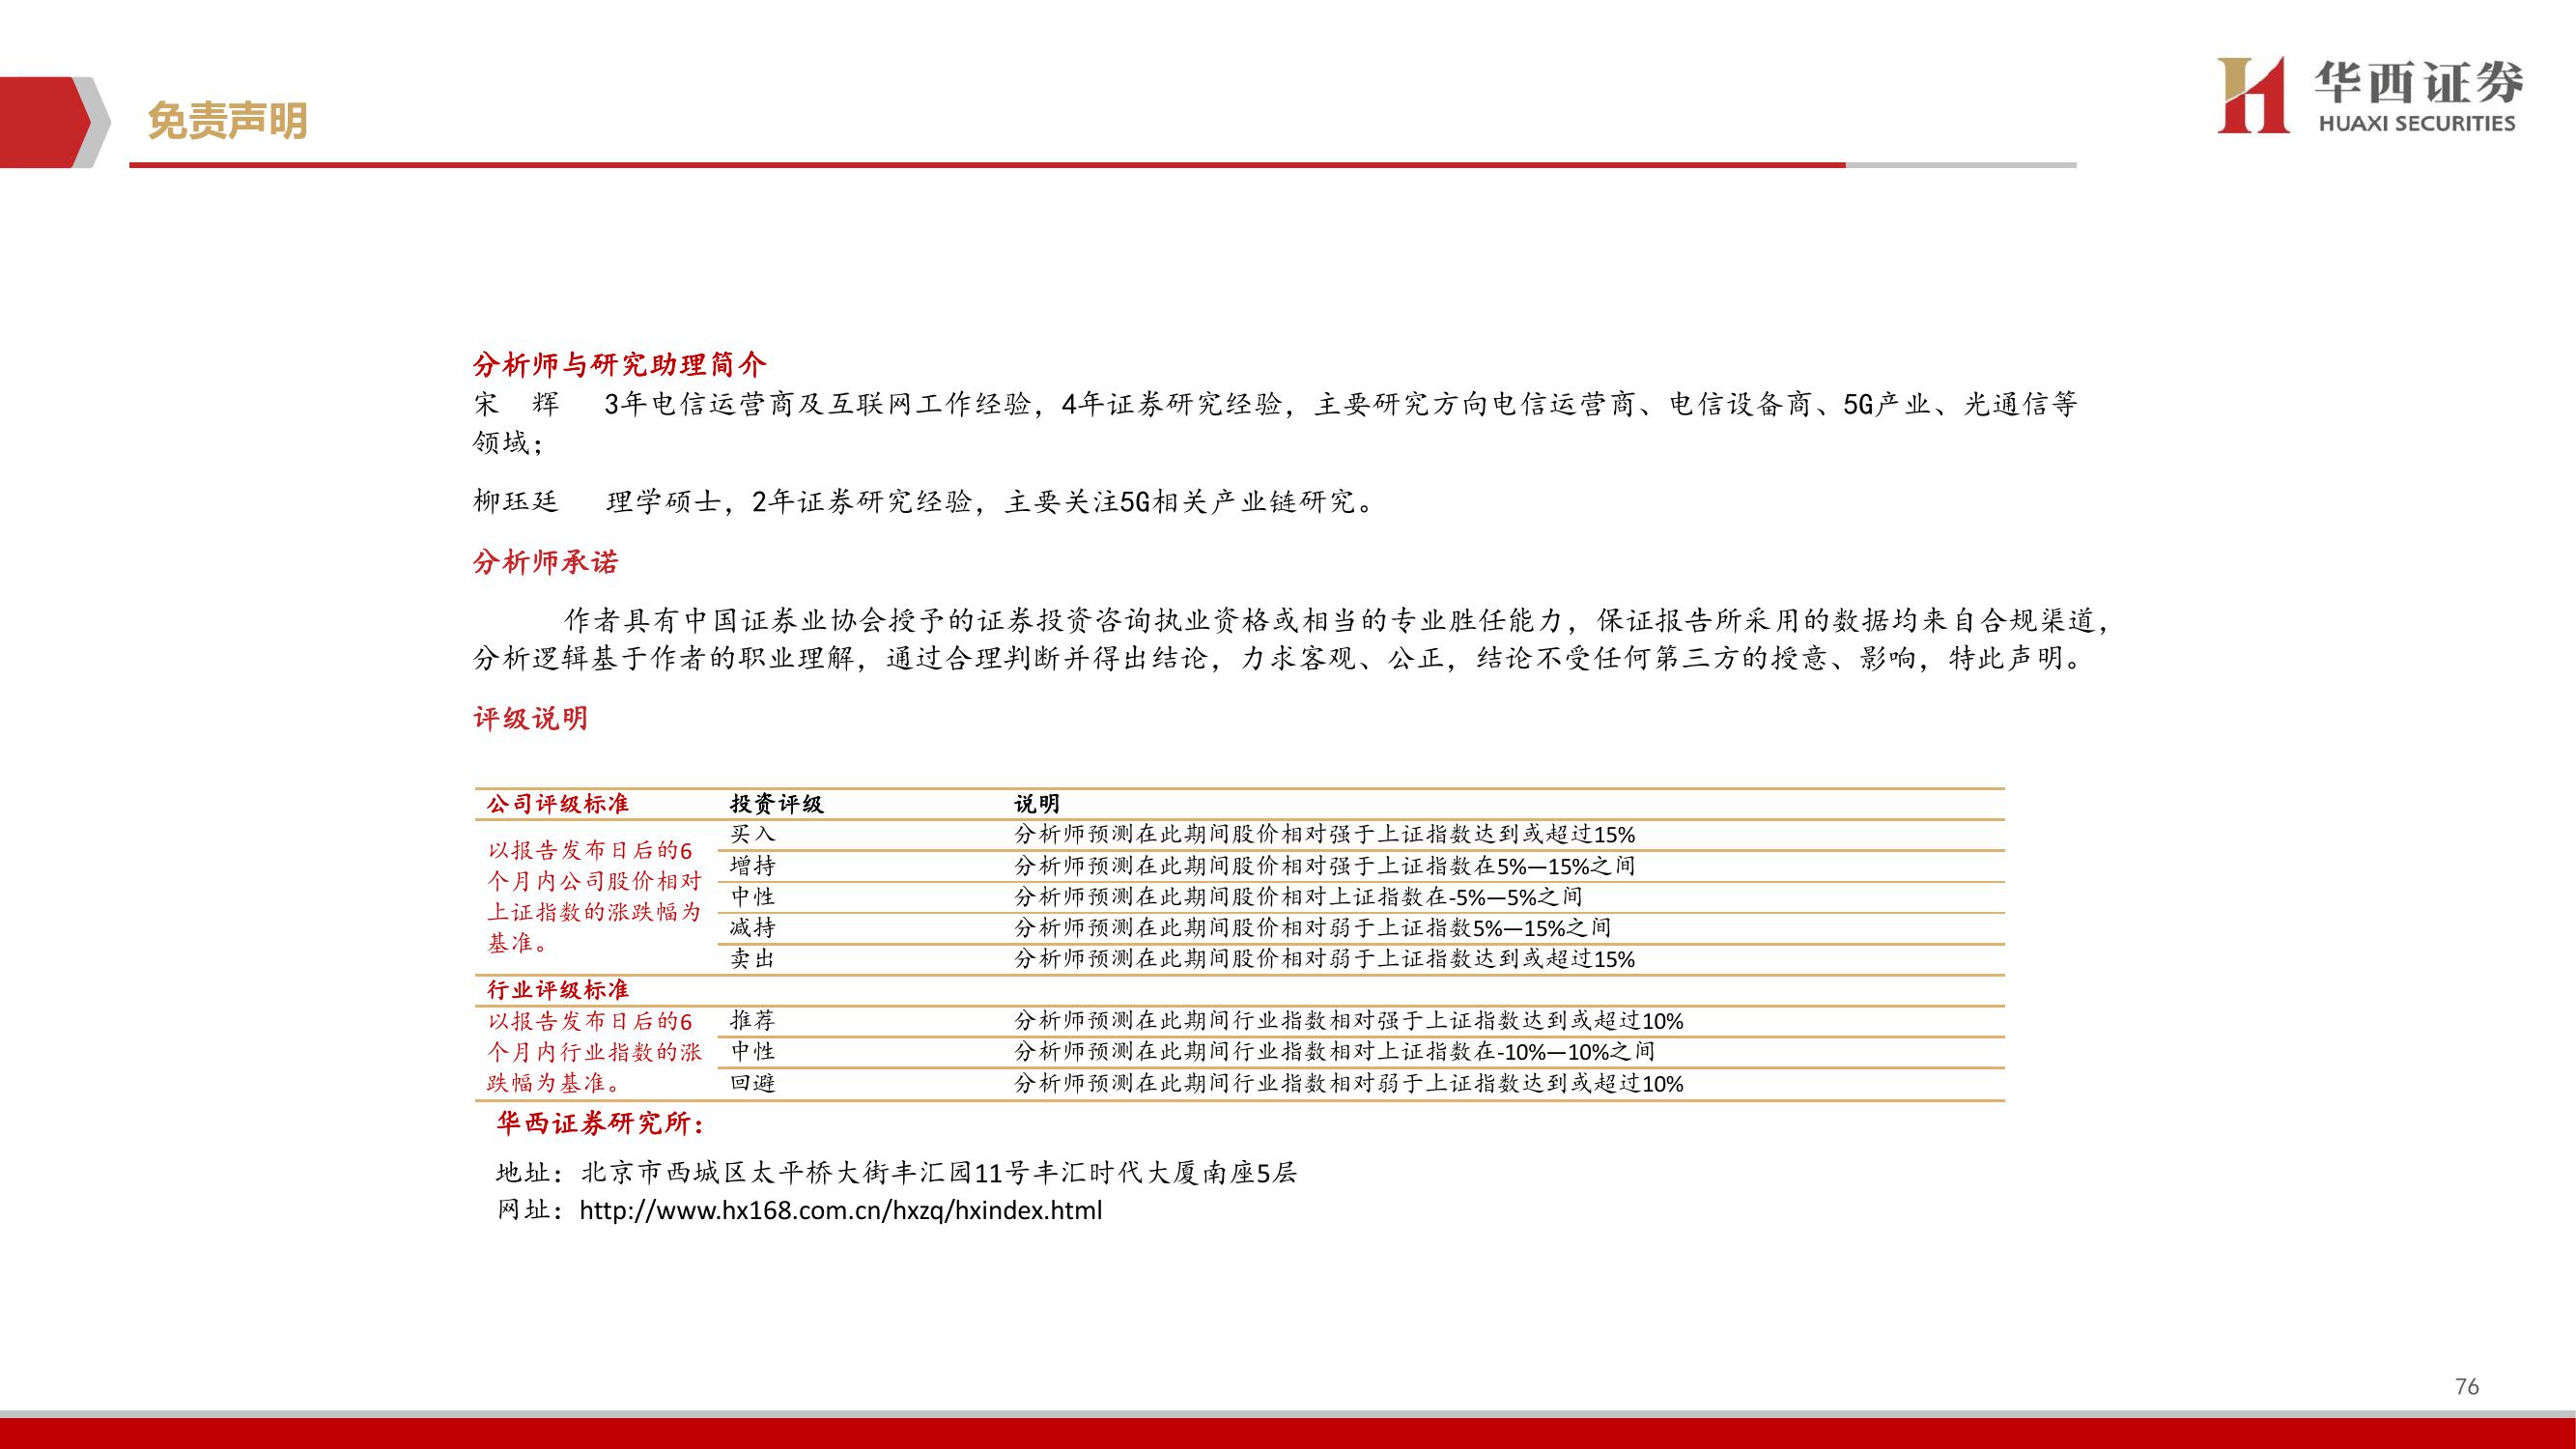 免责声明
华西证券
HUAXI SECURITIES
分析师与研究助理简介
宋 辉 3年电信运营商及互联网工作经验，4年证券研究经验，主要研究方向电信运营商、电信设备商、5G产业、光通信等
领域；
柳珏廷 理学硕士，2年证券研究经验，主要关注5G相关产业链研究。
分析师承诺
作者具有中国证券业协会授予的证券投资咨询执业资格或相当的专业胜任能力，保证报告所采用的数据均来自合规渠道，
分析逻辑基于作者的职业理解，通过合理判断并得出结论，力求客观、公正，结论不受任何第三方的授意、影响，特此声明。
评级说明
公司评级标准 投资评级 说明
以报告发布日后的6
个月内公司股价相对
上证指数的涨跌幅为
基准。
买入 分析师预测在此期间股价相对强于上证指数达到或超过15%
增持 分析师预测在此期间股价相对强于上证指数在5%—15%之间
中性 分析师预测在此期间股价相对上证指数在-5%—5%之间
减持 分析师预测在此期间股价相对弱于上证指数5%—15%之间
卖出 分析师预测在此期间股价相对弱于上证指数达到或超过15%
行业评级标准
以报告发布日后的6
个月内行业指数的涨
跌幅为基准。
推荐 分析师预测在此期间行业指数相对强于上证指数达到或超过10%
中性 分析师预测在此期间行业指数相对上证指数在-10%—10%之间
回避 分析师预测在此期间行业指数相对弱于上证指数达到或超过10%
华西证券研究所：
地址：北京市西城区太平桥大街丰汇园11号丰汇时代大厦南座5层
网址：http://www.hx168.com.cn/hxzq/hxindex.html
76